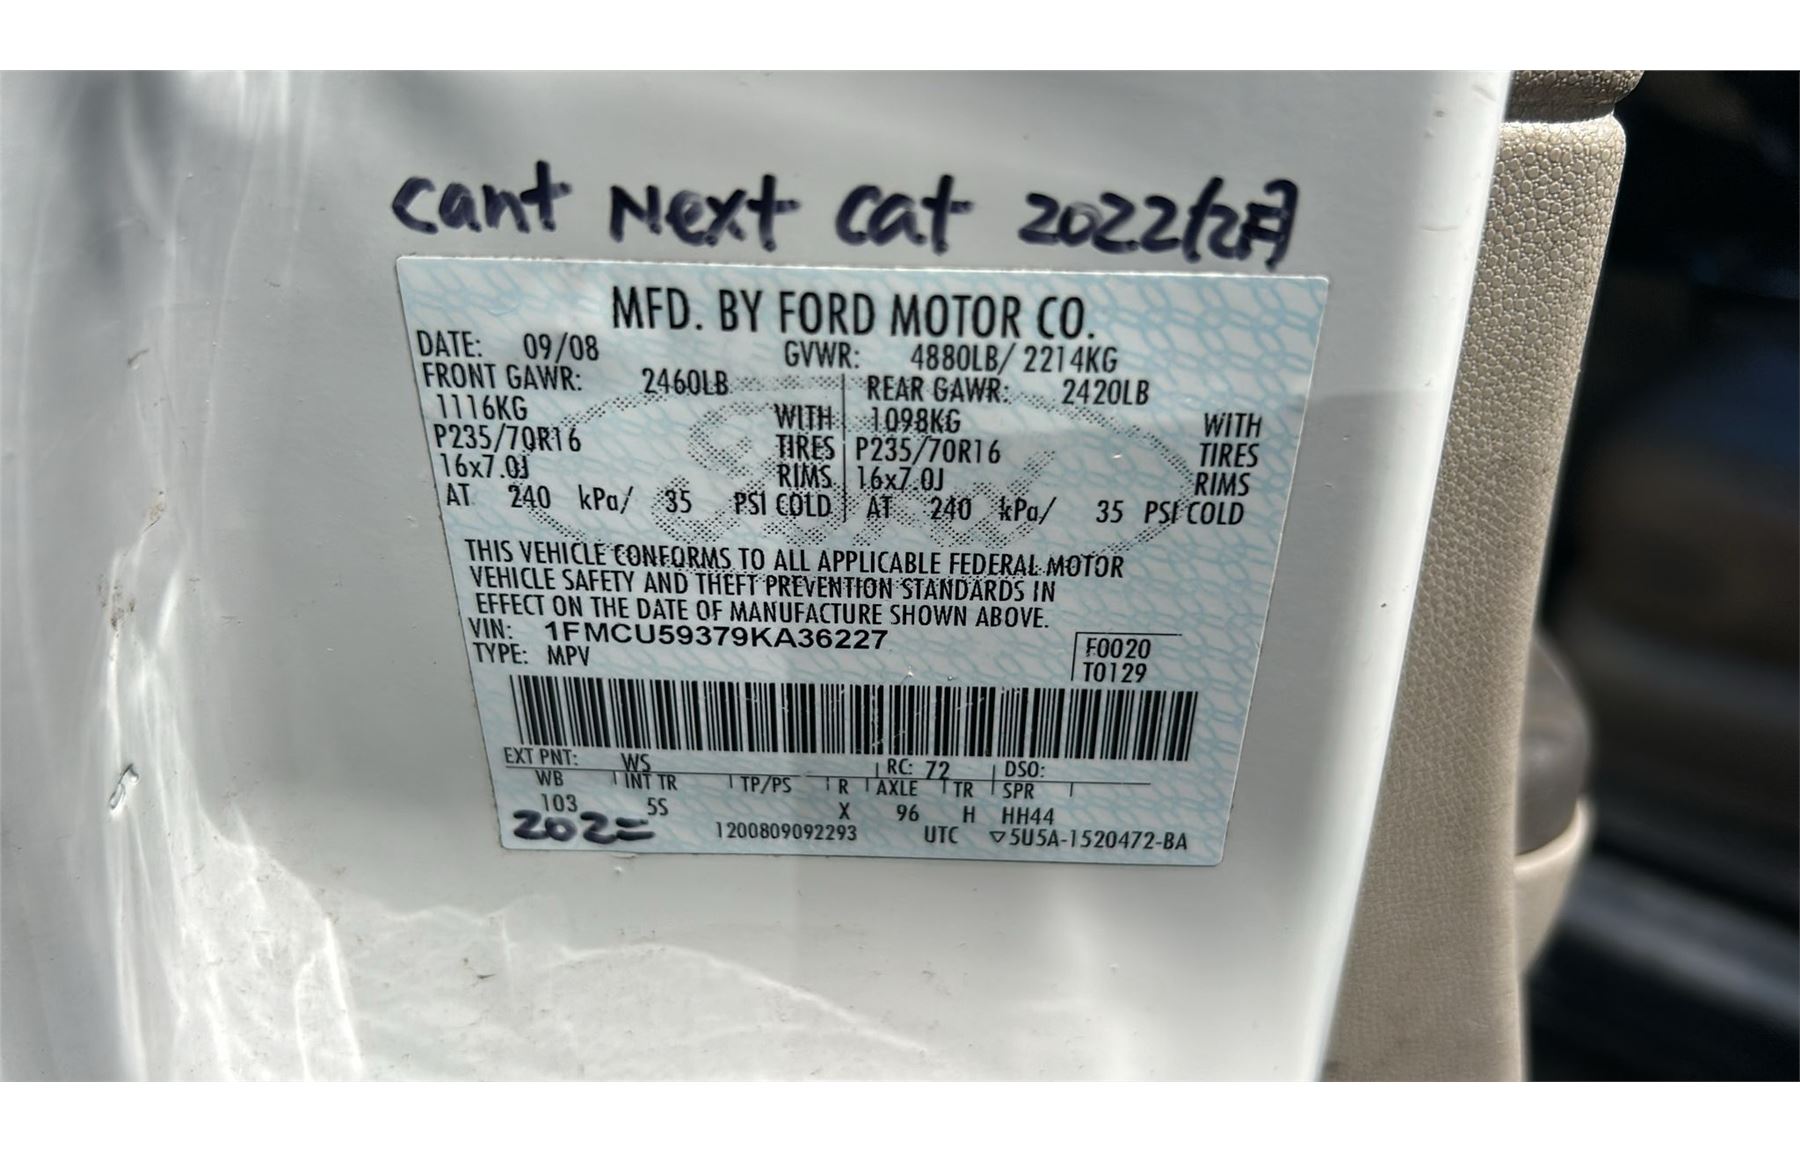 cant Next Cat 2022/12月
MFD. BY FORD MOTOR CO.
DATE: 09/08 GVWR: 4880LB/ 2214KG
FRONT GAWR: 2460LB REAR GAWR: 2420LB
1116KG WITH 1098KG WITH
P235/70R16 TIRES P235/70R16 TIRES
16x7.0J RIMS 16x7.0J RIMS
AT 240 kPa/ 35 PSI COLD AT 240 kPa/ 35 PSI COLD
THIS VEHICLE CONFORMS TO ALL APPLICABLE FEDERAL MOTOR
VEHICLE SAFETY AND THEFT PREVENTION STANDARDS IN
EFFECT ON THE DATE OF MANUFACTURE SHOWN ABOVE.
VIN: 1FMCU59379KA36227 F0020
TYPE: MPV T0129
EXT PNT: WS RC: 72 DSO:
WB INT TR TP/PS R AXLE TR SPR
103 5S X 96 H HH44
1200809092293 UTC ▽5U5A-1520472-BA